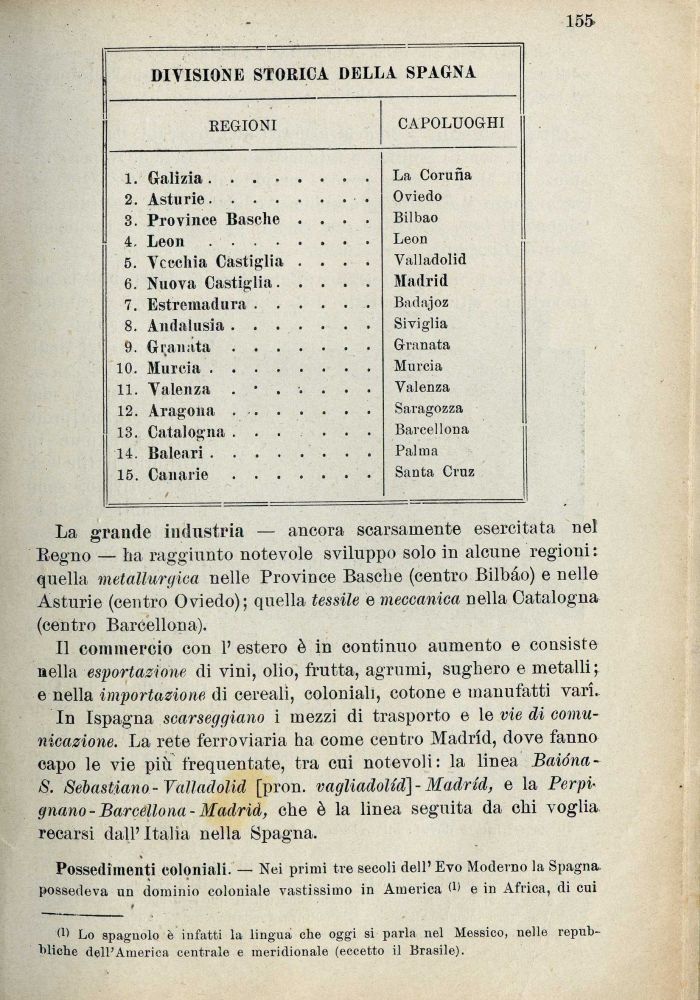 155
DIVISIONE STORICA DELLA SPAGNA
REGIONI CAPOLUOGHI
1. Galizia . . . . . . . . La Coruña
2. Asturie. . . . . . . . Oviedo
3. Province Basche . . . . Bilbao
4. Leon . . . . . . . . Leon
5. Vecchia Castiglia . . . . Valladolid
6. Nuova Castiglia . . . . . Madrid
7. Estremadura . . . . . . Badajoz
8. Andalusia . . . . . . . Siviglia
9. Granata . . . . . . . Granata
10. Murcia . . . . . . . . Murcia
11. Valenza . . . . . . . Valenza
12. Aragona . . . . . . . Saragozza
13. Catalogna . . . . . . Barcellona
14. Baleari . . . . . . . . Palma
15. Canarie . . . . . . . Santa Cruz
La grande industria — ancora scarsamente esercitata nel
Regno — ha raggiunto notevole sviluppo solo in alcune regioni:
quella metallurgica nelle Province Basche (centro Bilbáo) e nelle
Asturie (centro Oviedo); quella tessile e meccanica nella Catalogna
(centro Barcellona).
Il commercio con l' estero è in continuo aumento e consiste
nella esportazione di vini, olio, frutta, agrumi, sughero e metalli;
e nella importazione di cereali, coloniali, cotone e manufatti varî.
In Ispagna scarseggiano i mezzi di trasporto e le vie di comu-
nicazione. La rete ferroviaria ha come centro Madríd, dove fanno
capo le vie più frequentate, tra cui notevoli: la linea Baióna-
S. Sebastiano - Valladolid [pron. vagliadolíd] - Madríd, e la Perpi-
gnano - Barcellona - Madrid, che è la linea seguita da chi voglia
recarsi dall' Italia nella Spagna.
Possedimenti coloniali. — Nei primi tre secoli dell' Evo Moderno la Spagna
possedeva un dominio coloniale vastissimo in America (1) e in Africa, di cui
(1) Lo spagnuolo è infatti la lingua che oggi si parla nel Messico, nelle repub-
bliche dell'America centrale e meridionale (eccetto il Brasile).